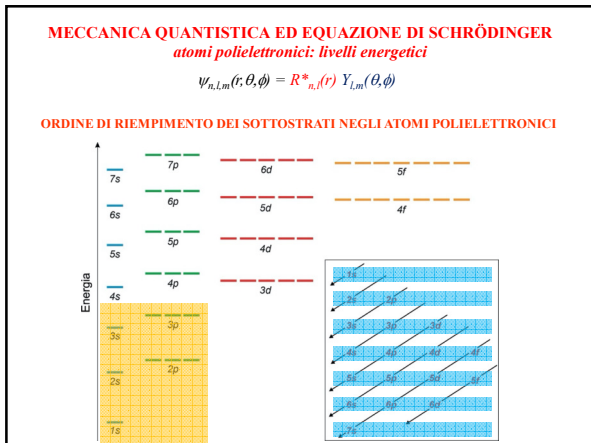 MECCANICA QUANTISTICA ED EQUAZIONE DI SCHRÖDINGER
atomi polielettronici: livelli energetici
ψn,l,m(r,θ,ϕ) = R*n,l(r) Yl,m(θ,ϕ)
ORDINE DI RIEMPIMENTO DEI SOTTOSTRATI NEGLI ATOMI POLIELETTRONICI
Energia
7s 7p 6d 5f
6s 6p 5d 4f
5s 5p 4d
4s 4p 3d
3s 3p
2s 2p
1s
1s
2s 2p
3s 3p 3d
4s 4p 4d 4f
5s 5p 5d 5f
6s 6p 6d
7s